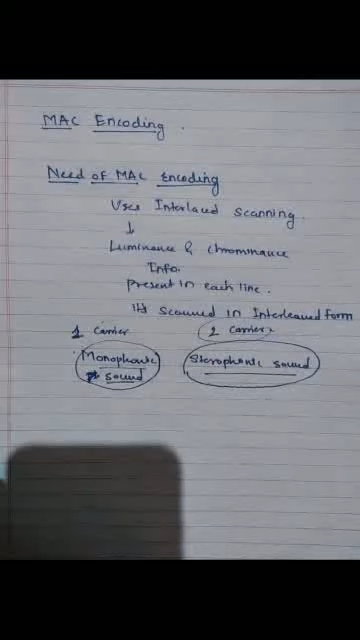 MAC Encoding.
Need of MAC Encoding
Uses Interlaced Scanning.
↓
Luminance & chrominance
Info.
present in each line.
It scanned in Interleaved form
1 carrier 2 carrier
Monophonic Sterophonic sound
sound